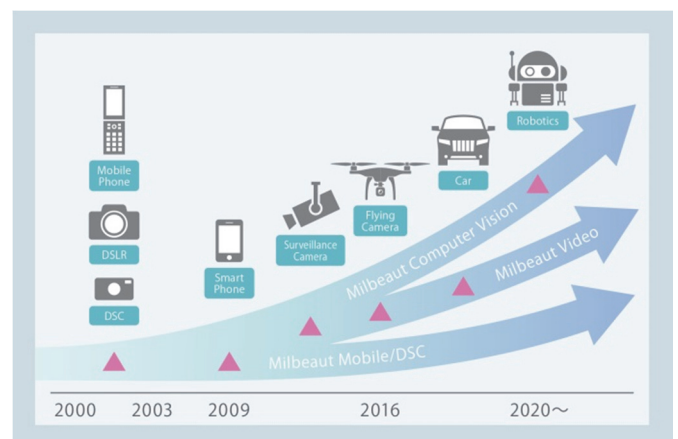 Robotics
Mobile
Phone
Car
Flying
Camera
DSLR
Surveillance
Camera
Smart
Phone
DSC
Milbeaut Computer Vision
Milbeaut Video
Milbeaut Mobile/DSC
2000
2003
2009
2016
2020～